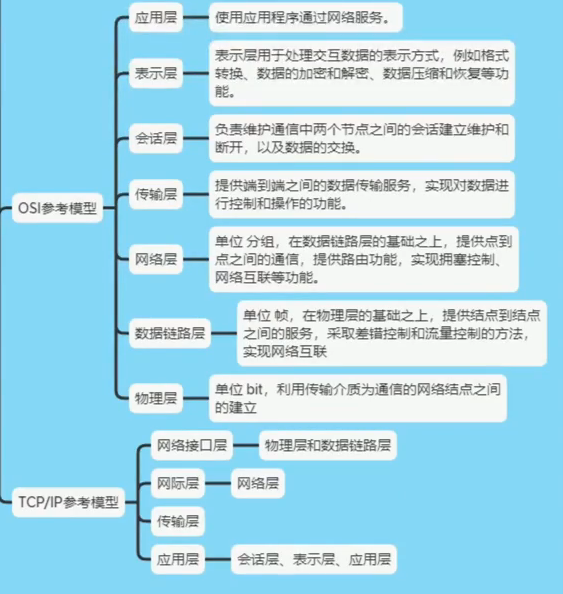 应用层
使用应用程序通过网络服务。
表示层
表示层用于处理交互数据的表示方式，例如格式
转换、数据的加密和解密、数据压缩和恢复等功
能。
会话层
负责维护通信中两个节点之间的会话建立维护和
断开，以及数据的交换。
OSI参考模型
传输层
提供端到端之间的数据传输服务，实现对数据进
行控制和操作的功能。
网络层
单位 分组，在数据链路层的基础之上，提供点到
点之间的通信，提供路由功能，实现拥塞控制、
网络互联等功能。
数据链路层
单位 帧，在物理层的基础之上，提供结点到结点
之间的服务，采取差错控制和流量控制的方法，
实现网络互联
物理层
单位 bit，利用传输介质为通信的网络结点之间
的建立
TCP/IP参考模型
网络接口层
物理层和数据链路层
网际层
网络层
传输层
应用层
会话层、表示层、应用层